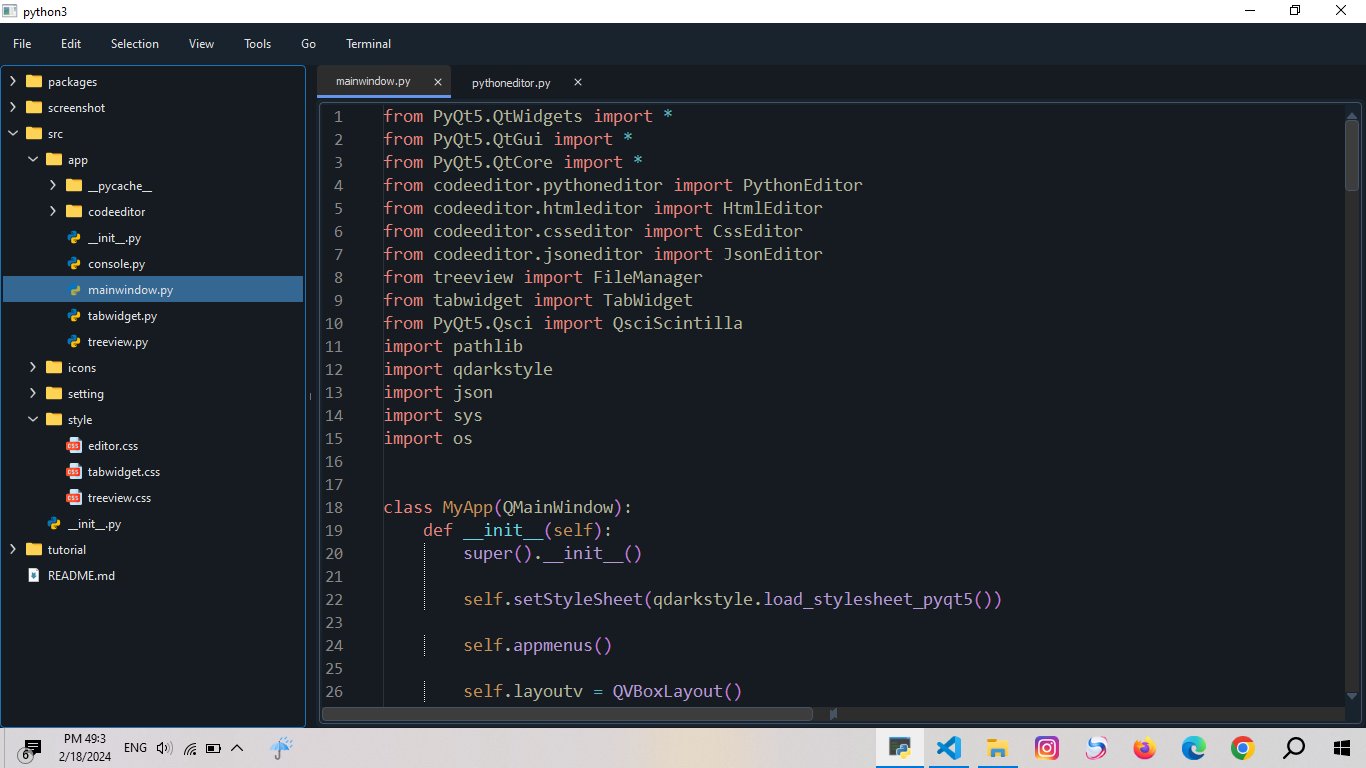 python3
File Edit Selection View Tools Go Terminal
packages
screenshot
src
app
__pycache__
codeeditor
__init__.py
console.py
mainwindow.py
tabwidget.py
treeview.py
icons
setting
style
editor.css
tabwidget.css
treeview.css
__init__.py
tutorial
README.md
mainwindow.py pythoneditor.py
1 from PyQt5.QtWidgets import *
2 from PyQt5.QtGui import *
3 from PyQt5.QtCore import *
4 from codeeditor.pythoneditor import PythonEditor
5 from codeeditor.htmleditor import HtmlEditor
6 from codeeditor.csseditor import CssEditor
7 from codeeditor.jsoneditor import JsonEditor
8 from treeview import FileManager
9 from tabwidget import TabWidget
10 from PyQt5.Qsci import QsciScintilla
11 import pathlib
12 import qdarkstyle
13 import json
14 import sys
15 import os
16
17
18 class MyApp(QMainWindow):
19 def __init__(self):
20 super().__init__()
21
22 self.setStyleSheet(qdarkstyle.load_stylesheet_pyqt5())
23
24 self.appmenus()
25
26 self.layoutv = QVBoxLayout()
6
PM 49:3
2/18/2024
ENG